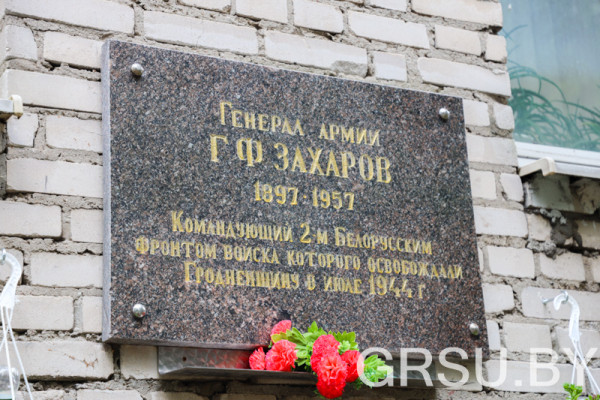 Генерал армии
Г Ф ЗАХАРОВ
1897-1957
Командующий 2-м Белорусским
фронтом войска которого освобождали
Гродненщину в июле 1944 г
GRSU.BY